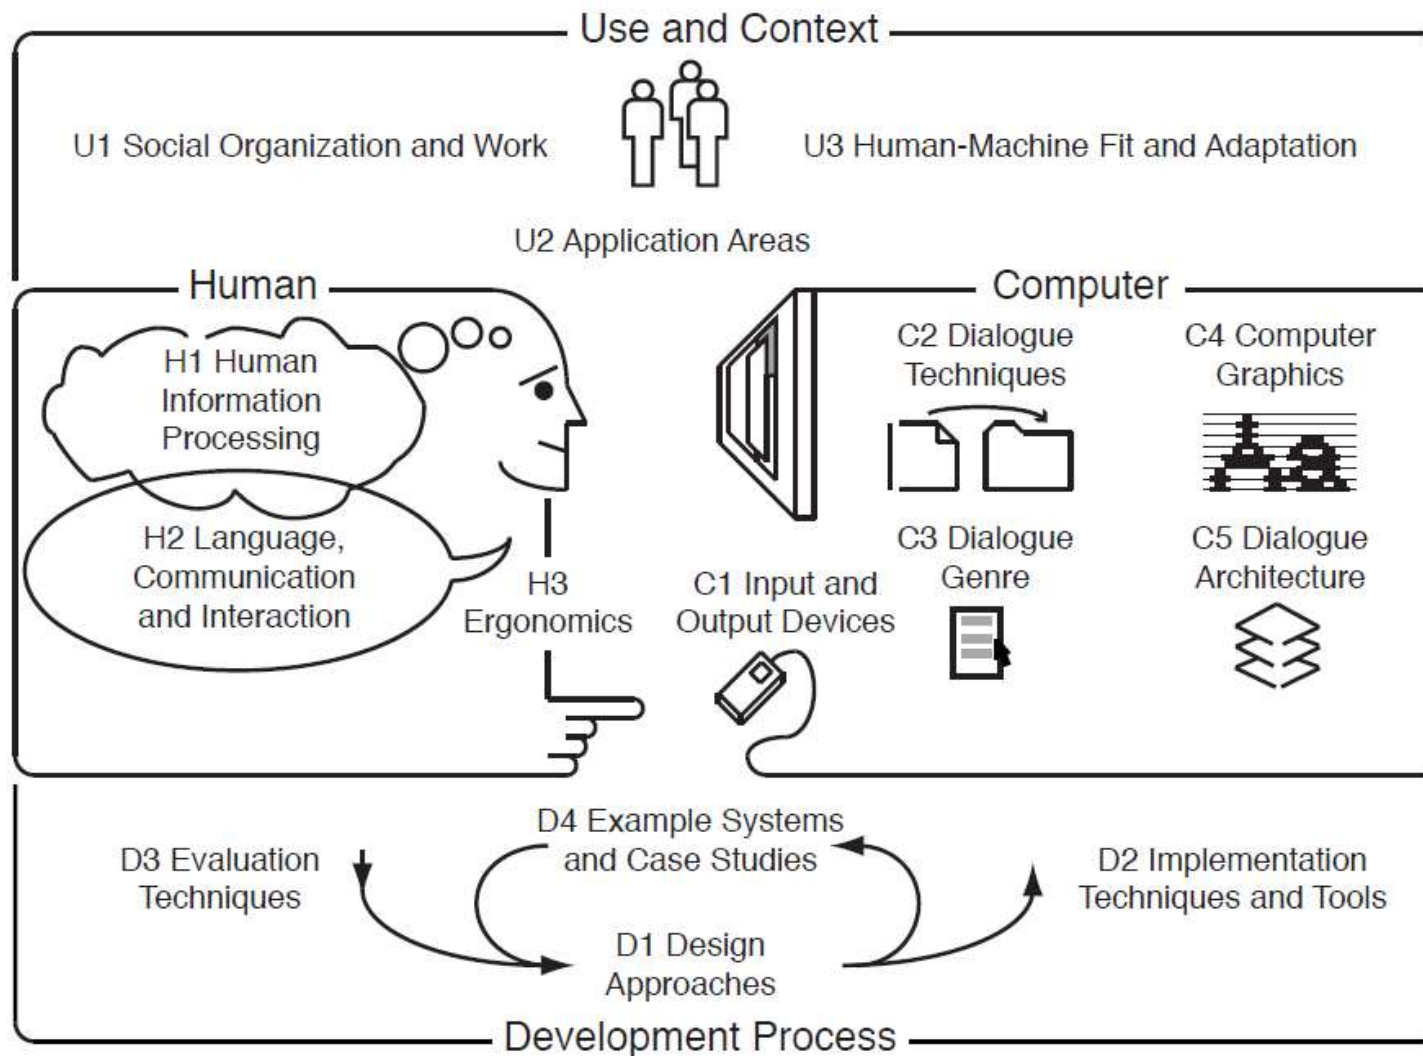 Use and Context
U1 Social Organization and Work
U3 Human-Machine Fit and Adaptation
U2 Application Areas
Human
H1 Human
Information
Processing
H2 Language,
Communication
and Interaction
H3
Ergonomics
Computer
C1 Input and
Output Devices
C2 Dialogue
Techniques
C4 Computer
Graphics
C3 Dialogue
Genre
C5 Dialogue
Architecture
D3 Evaluation
Techniques
D4 Example Systems
and Case Studies
D2 Implementation
Techniques and Tools
D1 Design
Approaches
Development Process